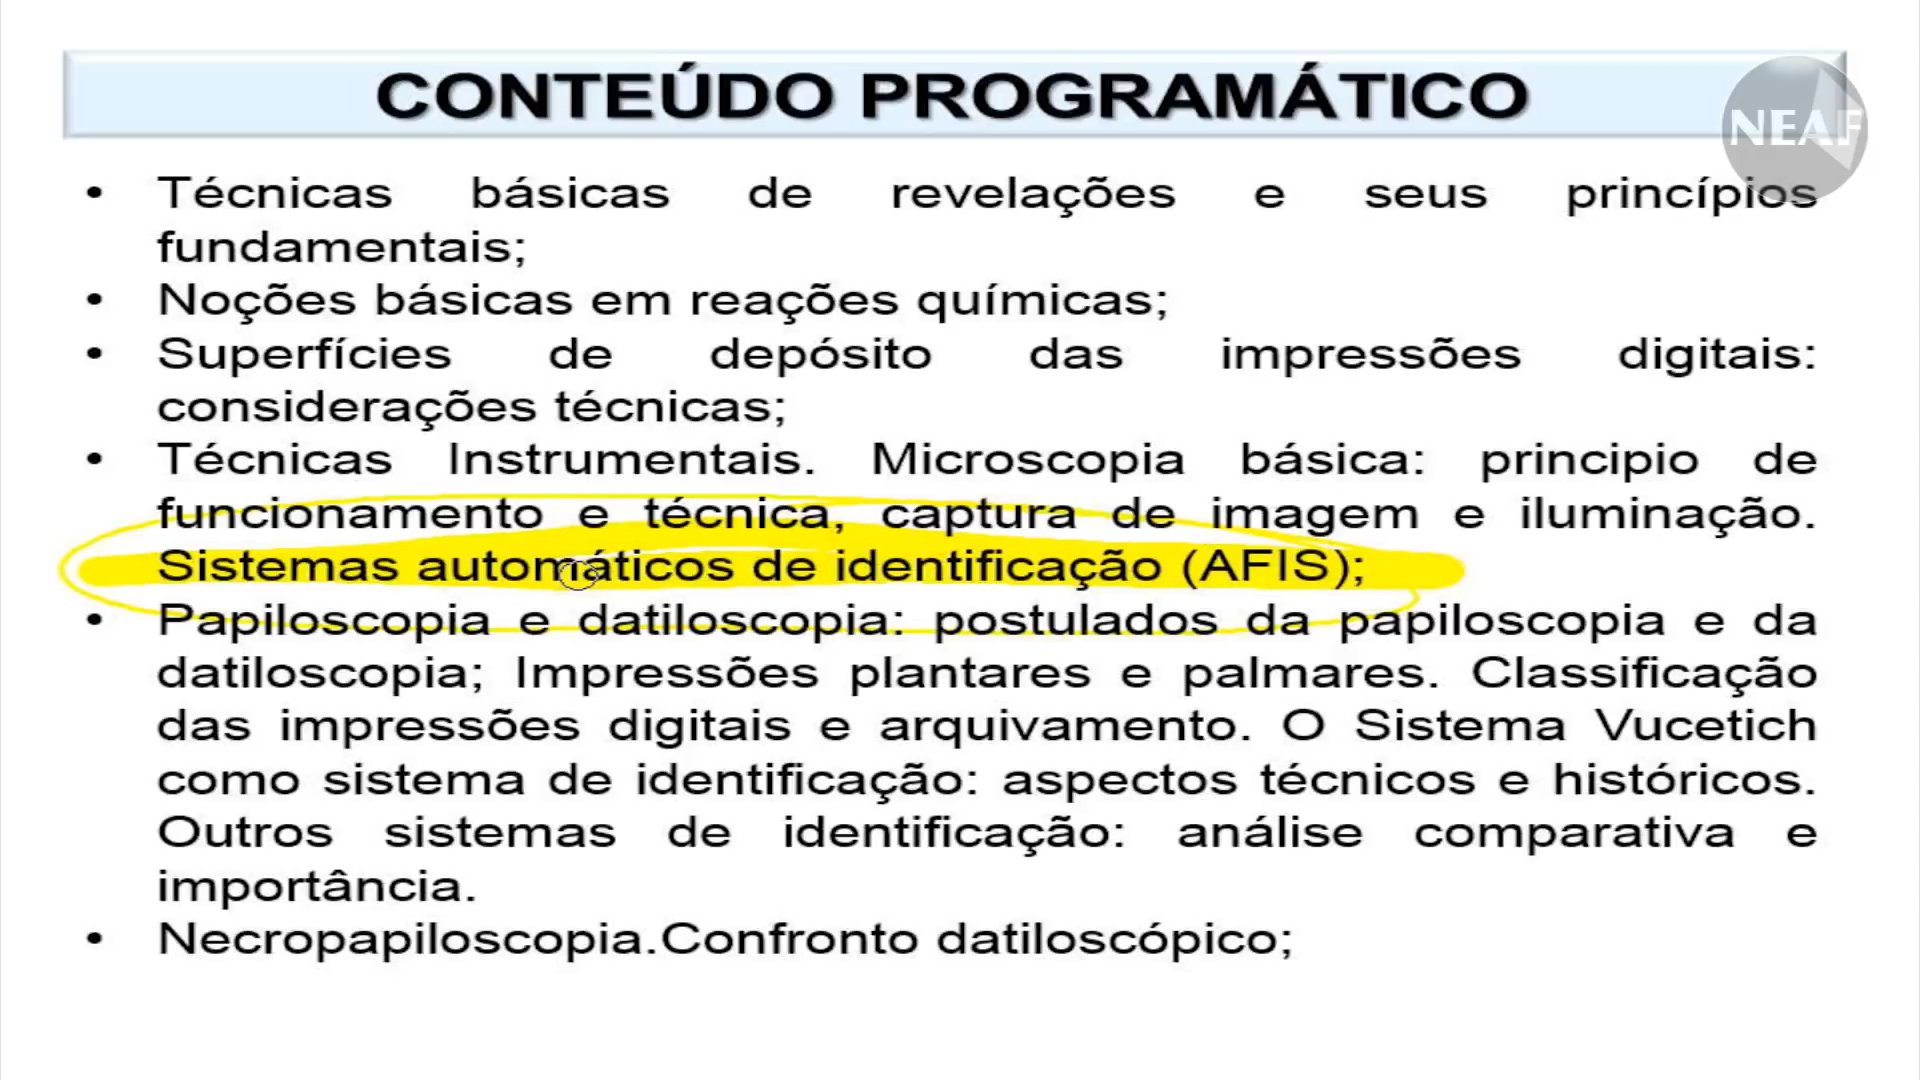 CONTEÚDO PROGRAMÁTICO
NEAF
• Técnicas básicas de revelações e seus princípios
fundamentais;
• Noções básicas em reações químicas;
• Superfícies de depósito das impressões digitais:
considerações técnicas;
• Técnicas Instrumentais. Microscopia básica: principio de
funcionamento e técnica, captura de imagem e iluminação.
Sistemas automáticos de identificação (AFIS);
• Papiloscopia e datiloscopia: postulados da papiloscopia e da
datiloscopia; Impressões plantares e palmares. Classificação
das impressões digitais e arquivamento. O Sistema Vucetich
como sistema de identificação: aspectos técnicos e históricos.
Outros sistemas de identificação: análise comparativa e
importância.
• Necropapiloscopia.Confronto datiloscópico;